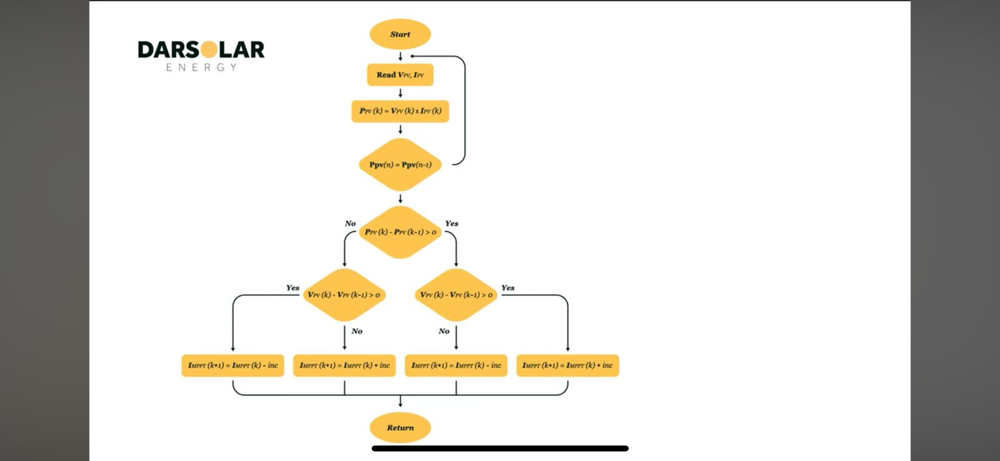 DARSOLAR
ENERGY
Start
Read VPV, IPV
PPV (k) = VPV (k) x IPV (k)
Ppv(n) = Ppv(n-1)
No
Yes
PPV (k) - PPV (k-1) > 0
Yes
VPV (k) - VPV (k-1) > 0
VPV (k) - VPV (k-1) > 0
Yes
No
No
IMPPT (k+1) = IMPPT (k) - inc
IMPPT (k+1) = IMPPT (k) + inc
IMPPT (k+1) = IMPPT (k) - inc
IMPPT (k+1) = IMPPT (k) + inc
Return